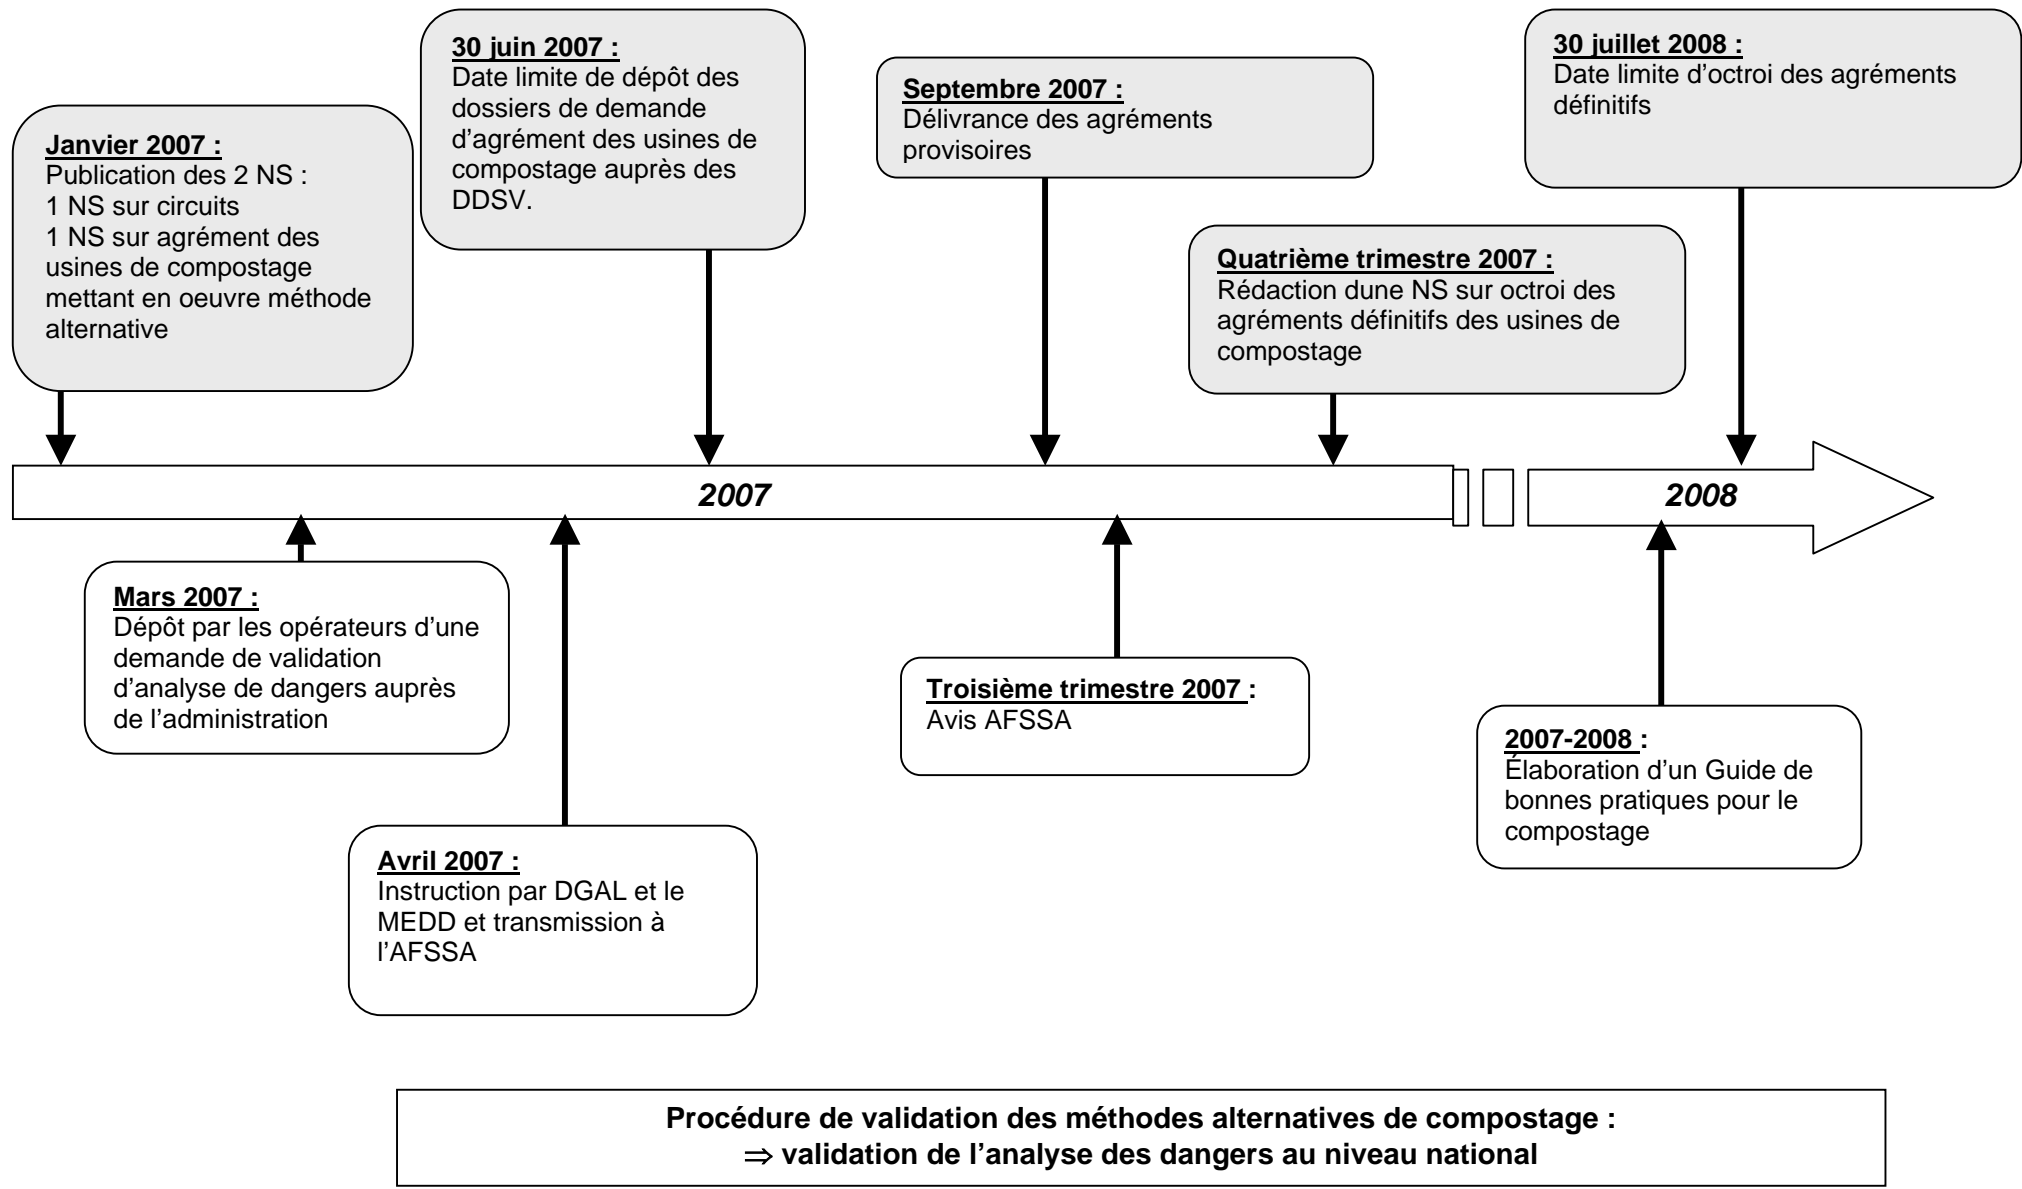 Janvier 2007 :
Publication des 2 NS :
1 NS sur circuits
1 NS sur agrément des
usines de compostage
mettant en oeuvre méthode
alternative
30 juin 2007 :
Date limite de dépôt des
dossiers de demande
d'agrément des usines de
compostage auprès des
DDSV.
Septembre 2007 :
Délivrance des agréments
provisoires
Quatrième trimestre 2007 :
Rédaction dune NS sur octroi des
agréments définitifs des usines de
compostage
30 juillet 2008 :
Date limite d'octroi des agréments
définitifs
2007
2008
Mars 2007 :
Dépôt par les opérateurs d'une
demande de validation
d'analyse de dangers auprès
de l'administration
Avril 2007 :
Instruction par DGAL et le
MEDD et transmission à
l'AFSSA
Troisième trimestre 2007 :
Avis AFSSA
2007-2008 :
Élaboration d'un Guide de
bonnes pratiques pour le
compostage
Procédure de validation des méthodes alternatives de compostage :
⇒ validation de l'analyse des dangers au niveau national